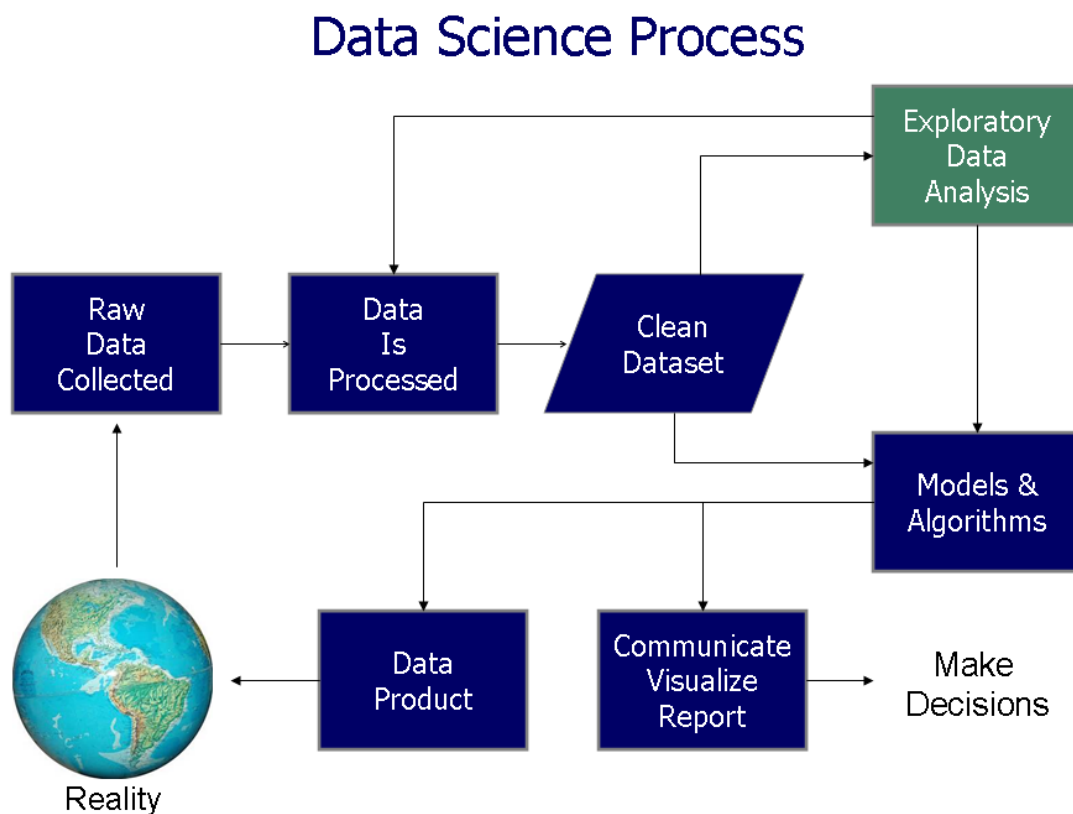 Data Science Process
Exploratory
Data
Analysis
Raw
Data
Collected
Data
Is
Processed
Clean
Dataset
Models &
Algorithms
Data
Product
Communicate
Visualize
Report
Make
Decisions
Reality